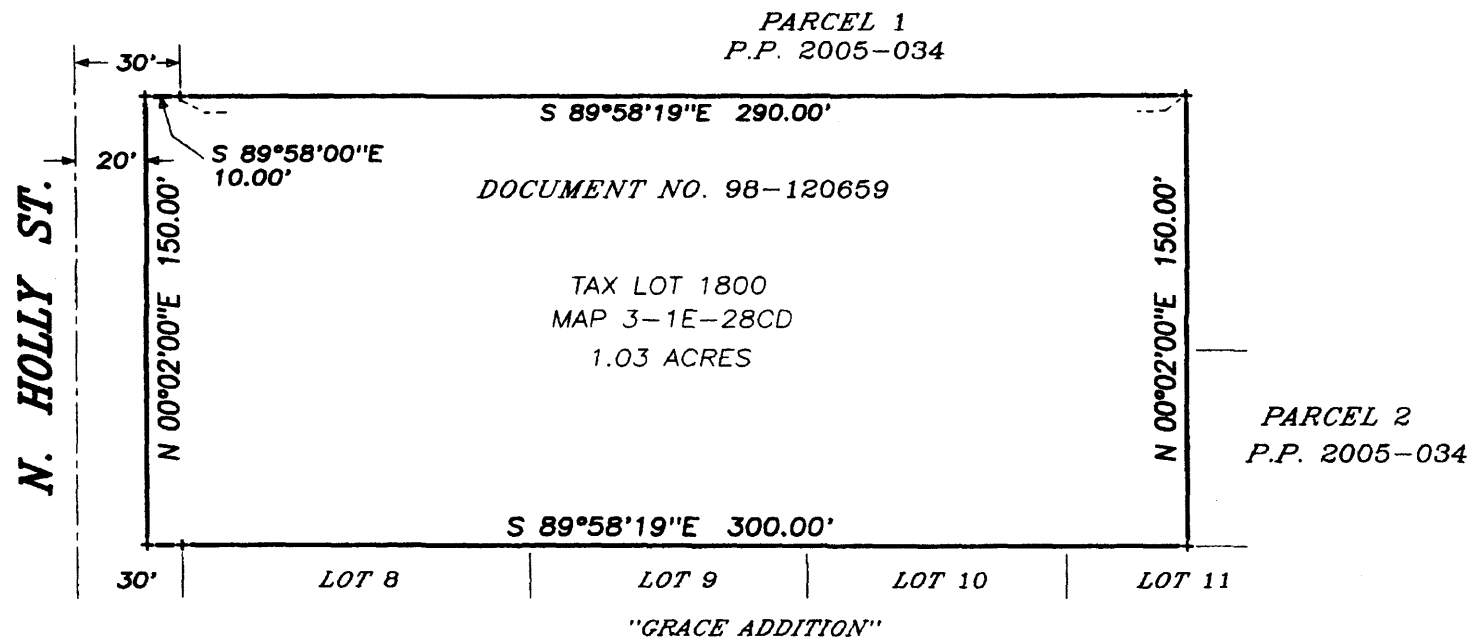 PARCEL 1
P.P. 2005-034
30'
S 89°58'19"E 290.00'
20'
S 89°58'00"E
10.00'
DOCUMENT NO. 98-120659
N. HOLLY ST.
N 00°02'00"E 150.00'
TAX LOT 1800
MAP 3-1E-28CD
1.03 ACRES
N 00°02'00"E 150.00'
PARCEL 2
P.P. 2005-034
S 89°58'19"E 300.00'
30'
LOT 8
LOT 9
LOT 10
LOT 11
"GRACE ADDITION"